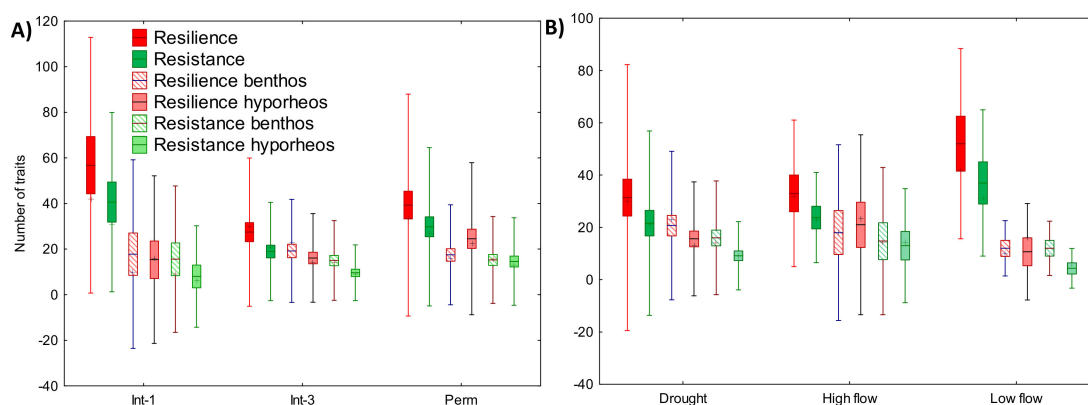 A)
Resilience
Resistance
Resilience benthos
Resilience hyporheos
Resistance benthos
Resistance hyporheos
Number of traits
120
100
80
60
40
20
0
-20
-40
Int-1 Int-3 Perm
B)
100
80
60
40
20
0
-20
-40
Drought High flow Low flow